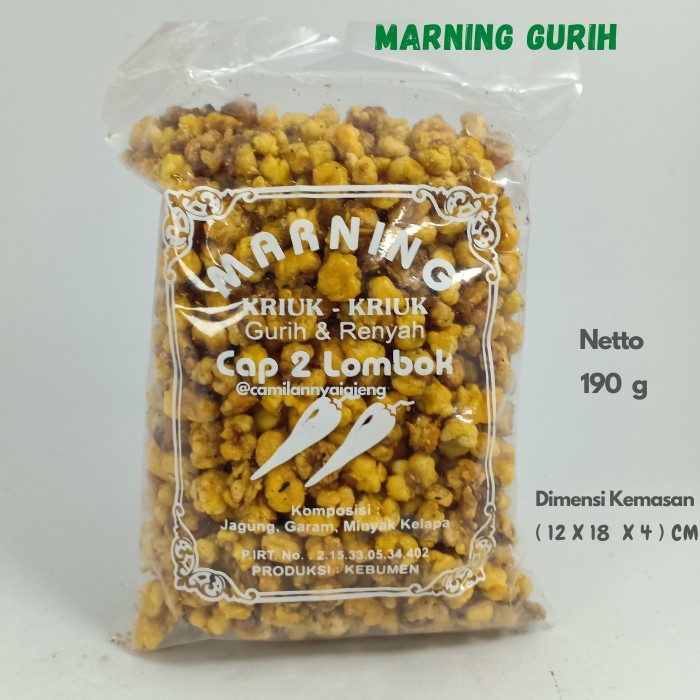 MARNING GURIH
MARNING
KRIUK - KRIUK
Gurih & Renyah
Cap 2 Lombok
@camilannyajajeng
Komposisi :
Jagung, Garam, Minyak Kelapa
P.IRT. No. . 2.15.33.05.34.402
PRODUKSI : KEBUMEN
Netto
190 g
Dimensi Kemasan
( 12 X 18 X 4 ) CM